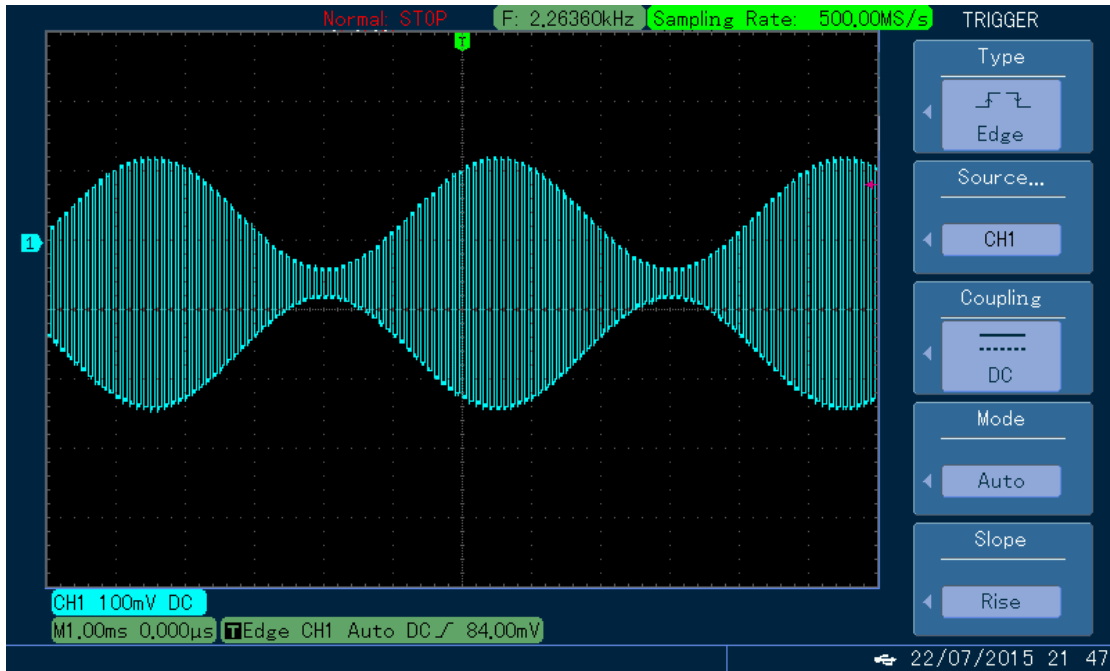 Normal: STOP F: 2.26360kHz Sampling Rate: 500.00MS/s TRIGGER
T
Type
Edge
Source...
CH1
1
Coupling
DC
Mode
Auto
Slope
Rise
CH1 100mV DC
M1.00ms 0.000μs T Edge CH1 Auto DC 84.00mV
22/07/2015 21 47